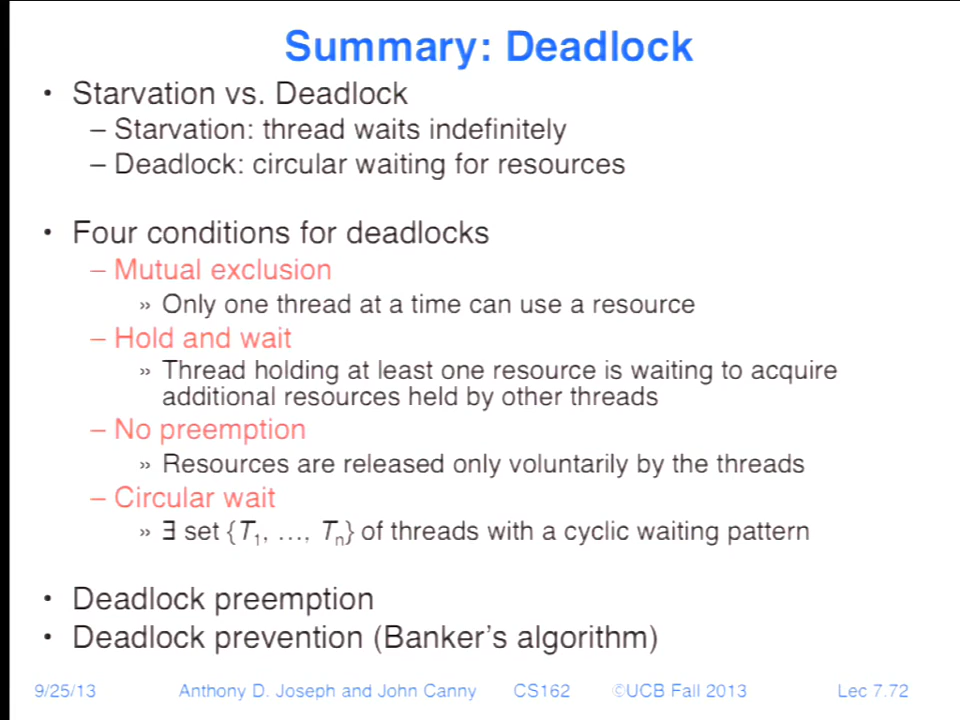 Summary: Deadlock
• Starvation vs. Deadlock
– Starvation: thread waits indefinitely
– Deadlock: circular waiting for resources
• Four conditions for deadlocks
– Mutual exclusion
» Only one thread at a time can use a resource
– Hold and wait
» Thread holding at least one resource is waiting to acquire
additional resources held by other threads
– No preemption
» Resources are released only voluntarily by the threads
– Circular wait
» ∃ set {T1, …, Tn} of threads with a cyclic waiting pattern
• Deadlock preemption
• Deadlock prevention (Banker's algorithm)
9/25/13 Anthony D. Joseph and John Canny CS162 ©UCB Fall 2013 Lec 7.72